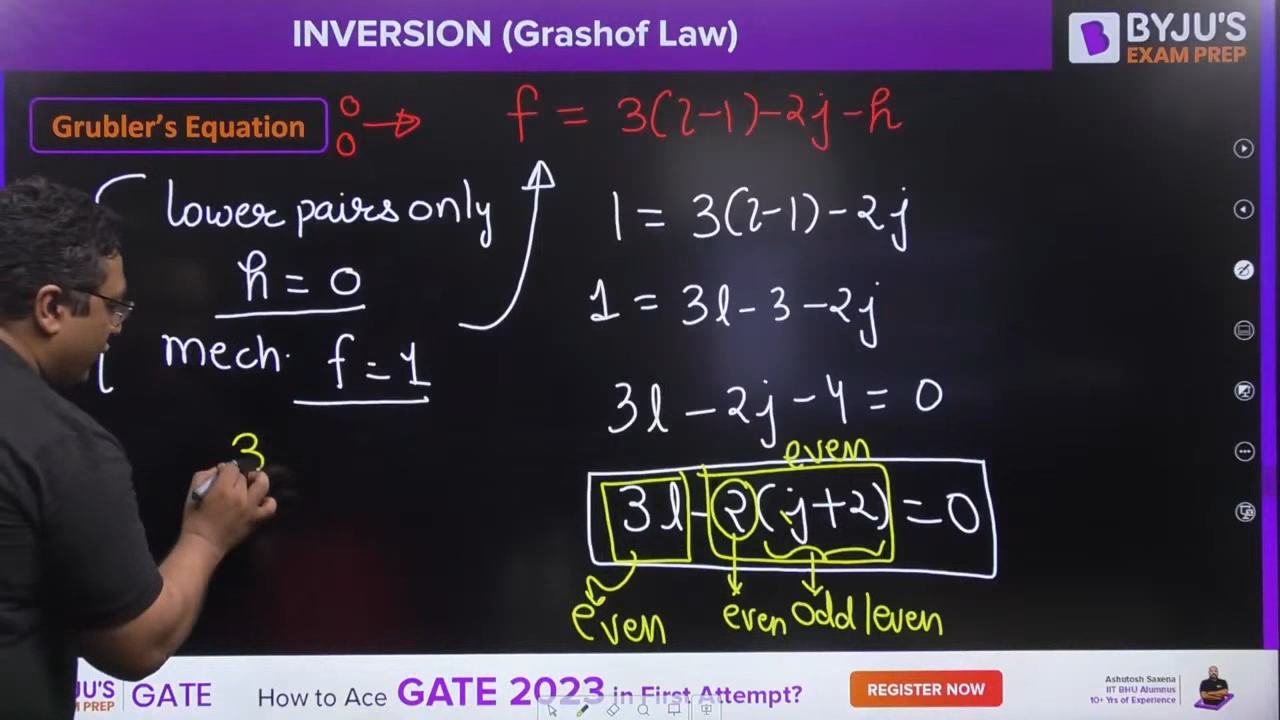 INVERSION (Grashof Law)
BYJU'S
EXAM PREP
Grubler's Equation
f = 3(l-1)-2j-h
lower pairs only
h = 0
mech. f = 1
1 = 3(l-1)-2j
1 = 3l-3-2j
3l-2j-4=0
even
3l-2(j+2)=0
even
even
odd/even
3
JU'S
M PREP
GATE
How to Ace GATE 2023 in First Attempt?
REGISTER NOW
Ashutosh Saxena
IIT BHU Alumnus
10+ Yrs of Experience